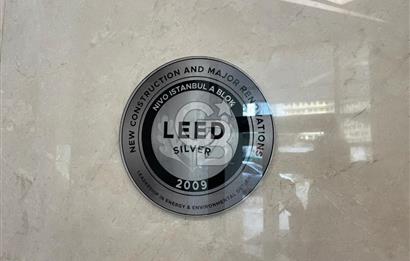 NEW CONSTRUCTION AND MAJOR RENOVATIONS
NIVO ISTANBUL A BLOK
LEED
SILVER
2009
LEADERSHIP IN ENERGY & ENVIRONMENTAL